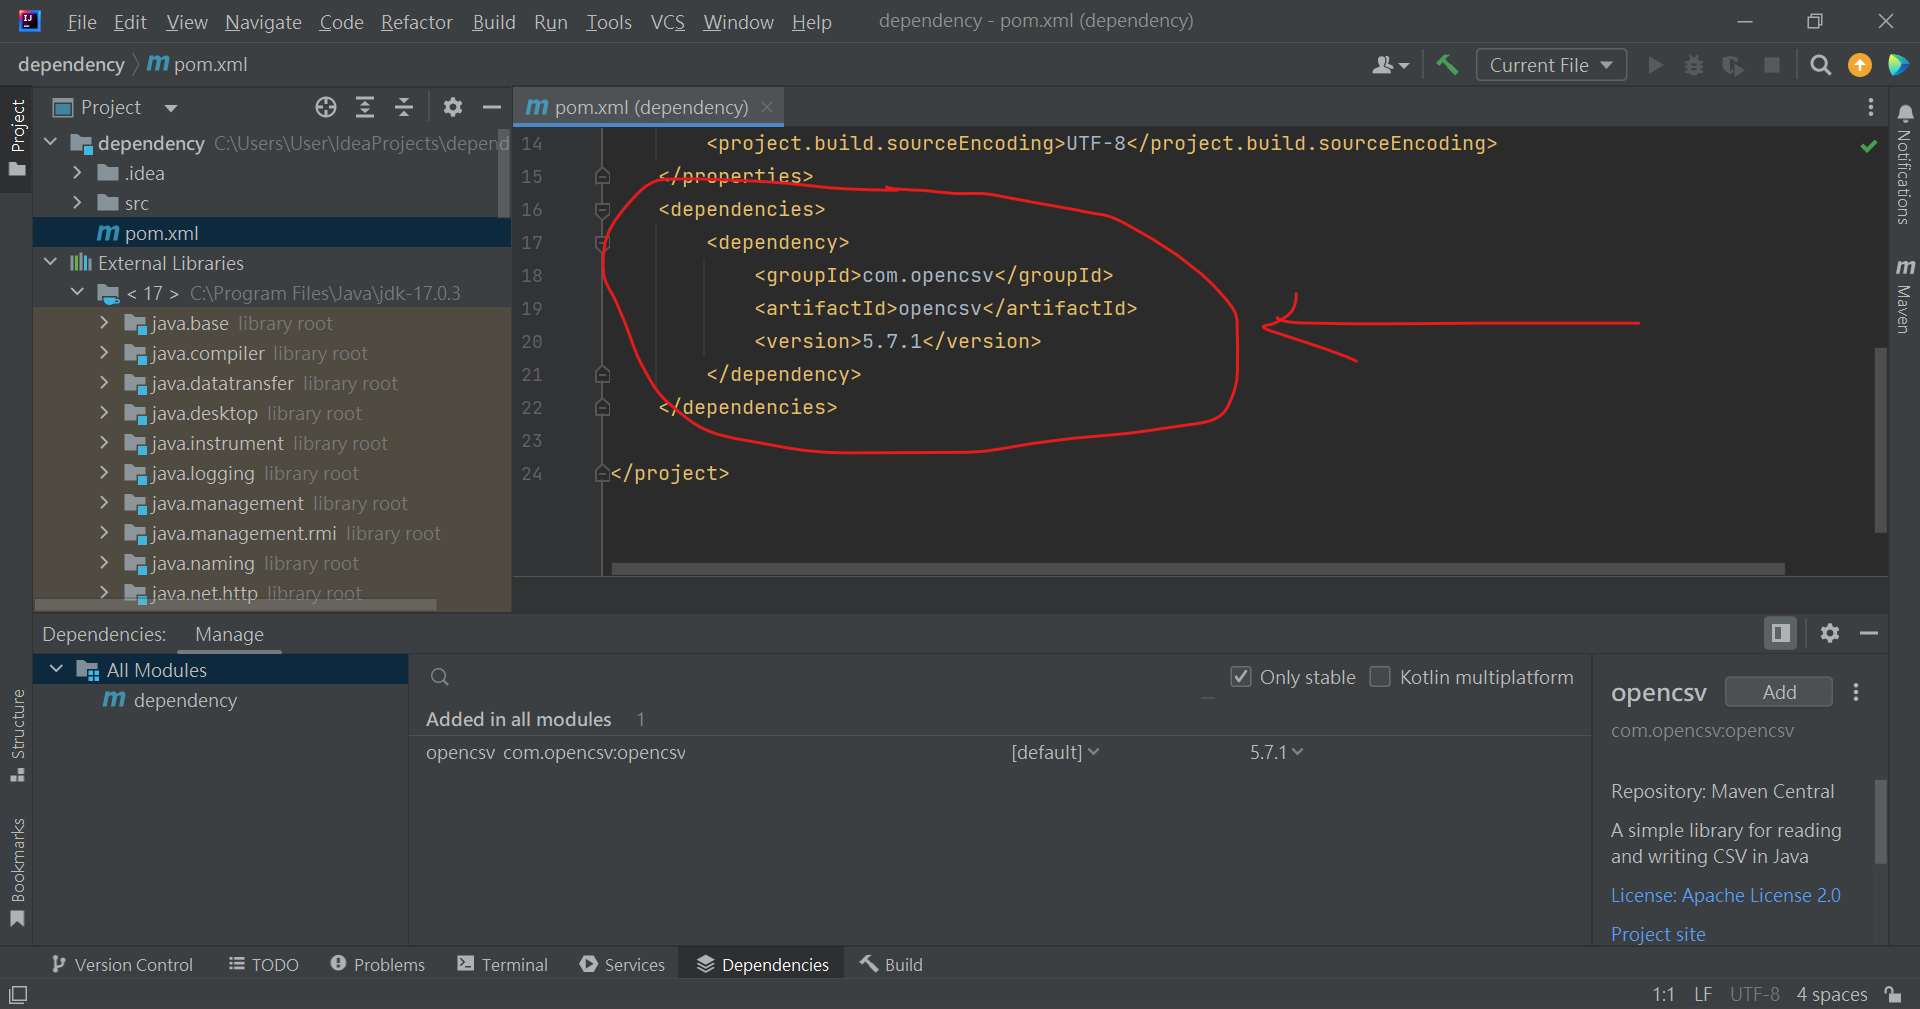 File Edit View Navigate Code Refactor Build Run Tools VCS Window Help dependency - pom.xml (dependency)
dependency m pom.xml
Current File
Project
Project
m pom.xml (dependency)
dependency C:\Users\User\IdeaProjects\depend
.idea
src
m pom.xml
External Libraries
< 17 > C:\Program Files\Java\jdk-17.0.3
java.base library root
java.compiler library root
java.datatransfer library root
java.desktop library root
java.instrument library root
java.logging library root
java.management library root
java.management.rmi library root
java.naming library root
java.net.http library root
14 <project.build.sourceEncoding>UTF-8</project.build.sourceEncoding>
15 </properties>
16 <dependencies>
17 <dependency>
18 <groupId>com.opencsv</groupId>
19 <artifactId>opencsv</artifactId>
20 <version>5.7.1</version>
21 </dependency>
22 </dependencies>
23
24 </project>
Notifications
m Maven
Dependencies: Manage
All Modules
m dependency
Only stable Kotlin multiplatform
Added in all modules 1
opencsv com.opencsv:opencsv [default] 5.7.1
opencsv Add
com.opencsv:opencsv
Repository: Maven Central
A simple library for reading
and writing CSV in Java
License: Apache License 2.0
Project site
Structure
Bookmarks
Version Control TODO Problems Terminal Services Dependencies Build
1:1 LF UTF-8 4 spaces